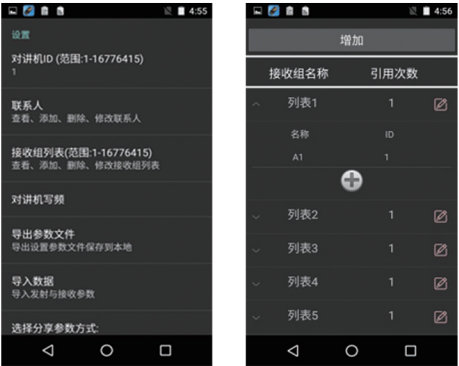 4:55
设置
对讲机ID (范围:1-16776415)
1
联系人
查看、添加、删除、修改联系人
接收组列表(范围:1-16776415)
查看、添加、删除、修改接收组列表
对讲机写频
导出参数文件
导出设置参数文件保存到本地
导入数据
导入发射与接收参数
选择分享参数方式:
4:56
增加
接收组名称 引用次数
列表1 1
名称 ID
A1 1
列表2 1
列表3 1
列表4 1
列表5 1